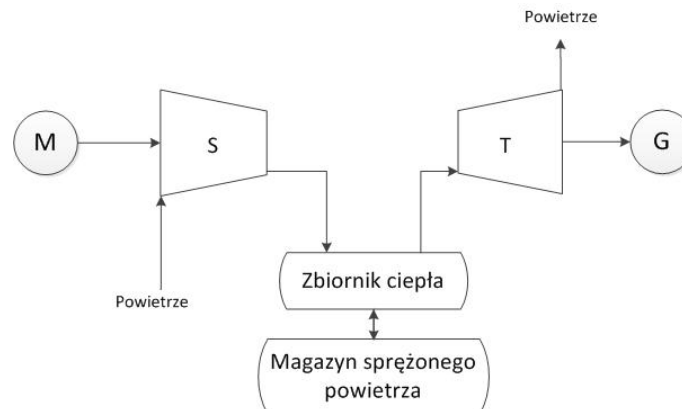 Powietrze
M
S
T
G
Zbiornik ciepła
Powietrze
Magazyn sprężonego
powietrza